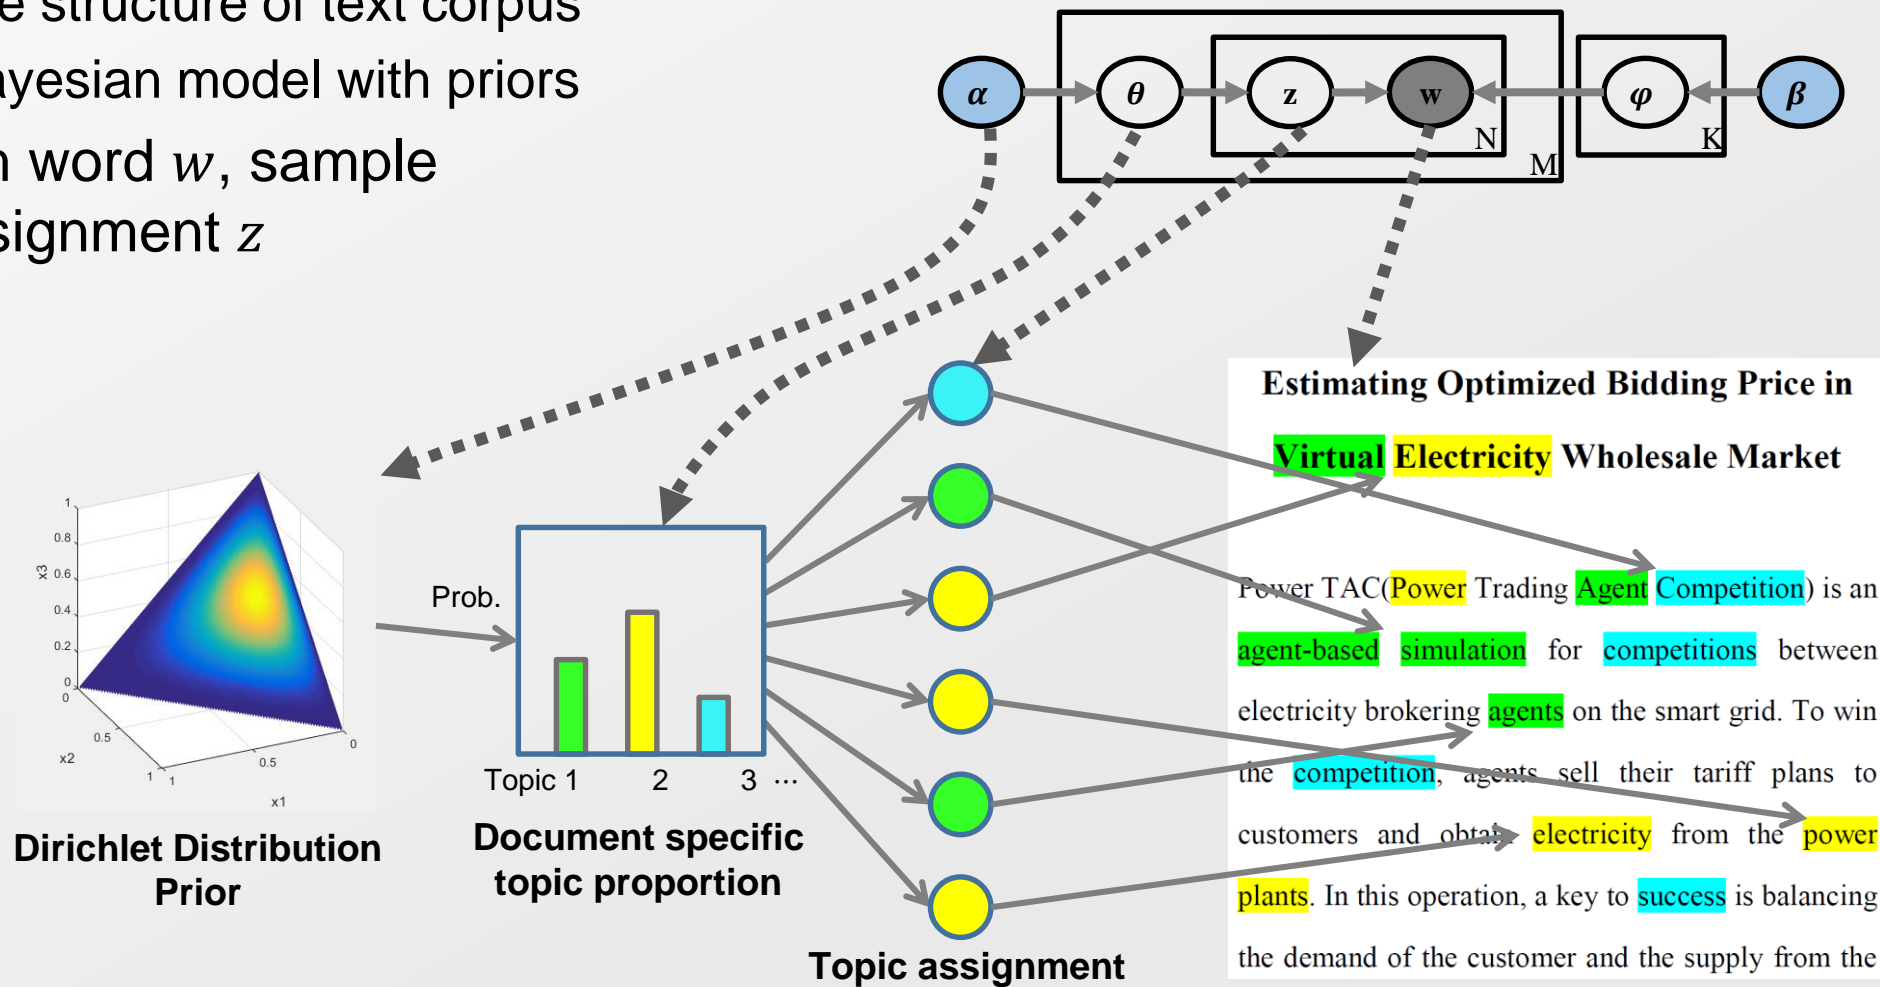 e structure of text corpus
ayesian model with priors
n word w, sample
signment z
α θ z w φ β
N
M
K
Estimating Optimized Bidding Price in
Virtual Electricity Wholesale Market
Power TAC(Power Trading Agent Competition) is an
agent-based simulation for competitions between
electricity brokering agents on the smart grid. To win
the competition, agents sell their tariff plans to
customers and obtain electricity from the power
plants. In this operation, a key to success is balancing
the demand of the customer and the supply from the
1
0.8
0.6
0.4
0.2
0
x3
0
0.5
1
x2
1
0.5
0
x1
Dirichlet Distribution
Prior
Prob.
Topic 1 2 3 ...
Document specific
topic proportion
Topic assignment